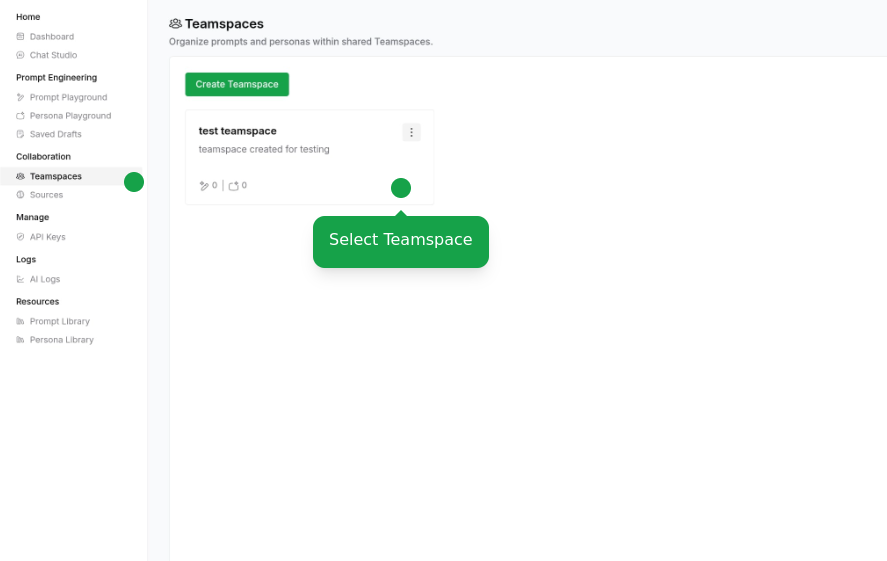 Home
Dashboard
Chat Studio
Prompt Engineering
Prompt Playground
Persona Playground
Saved Drafts
Collaboration
Teamspaces
Sources
Manage
API Keys
Logs
AI Logs
Resources
Prompt Library
Persona Library
Teamspaces
Organize prompts and personas within shared Teamspaces.
Create Teamspace
test teamspace
teamspace created for testing
0 | 0
Select Teamspace